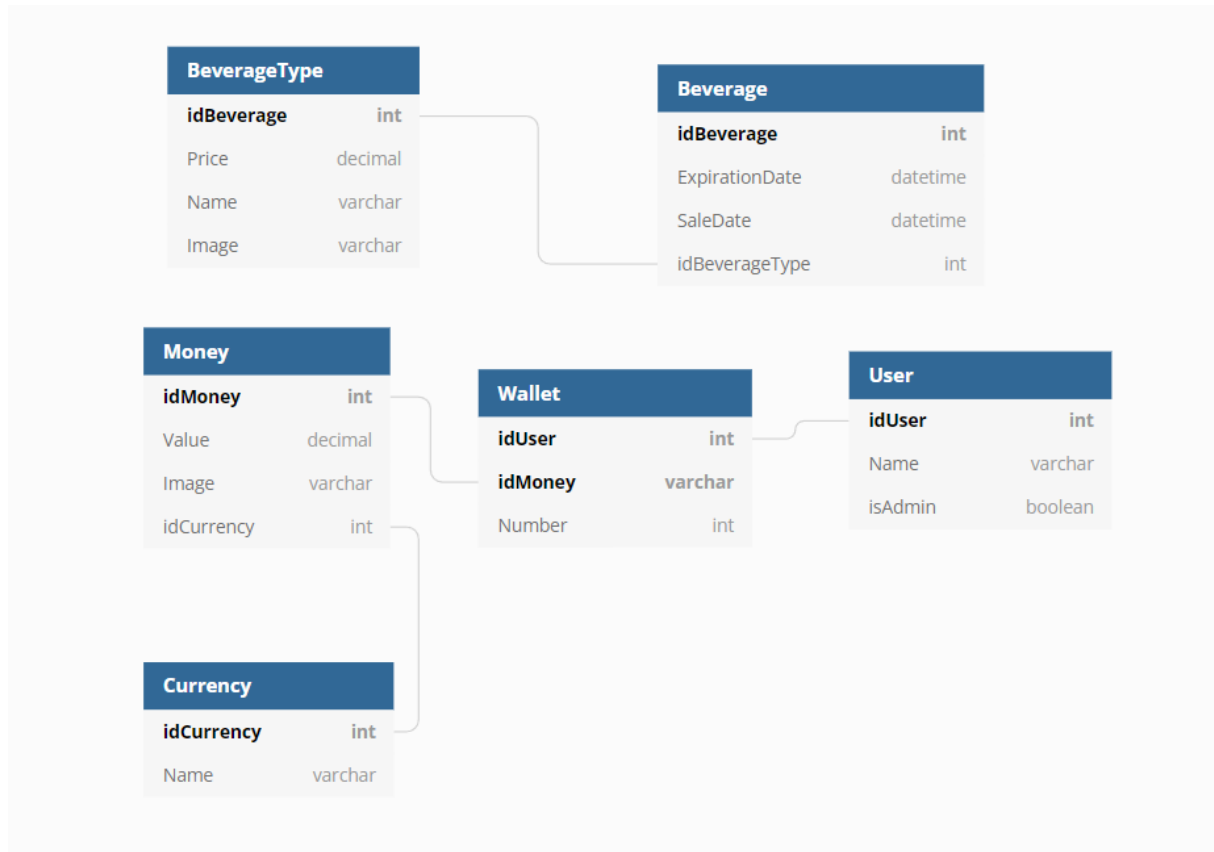 BeverageType
idBeverage int
Price decimal
Name varchar
Image varchar
Beverage
idBeverage int
ExpirationDate datetime
SaleDate datetime
idBeverageType int
Money
idMoney int
Value decimal
Image varchar
idCurrency int
Wallet
idUser int
idMoney varchar
Number int
User
idUser int
Name varchar
isAdmin boolean
Currency
idCurrency int
Name varchar